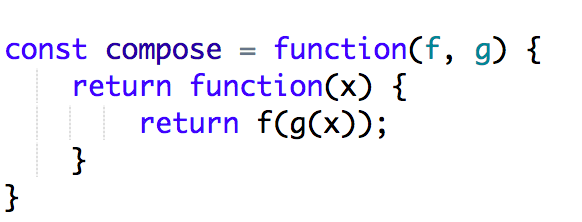 const compose = function(f, g) {
    return function(x) {
        return f(g(x));
    }
}